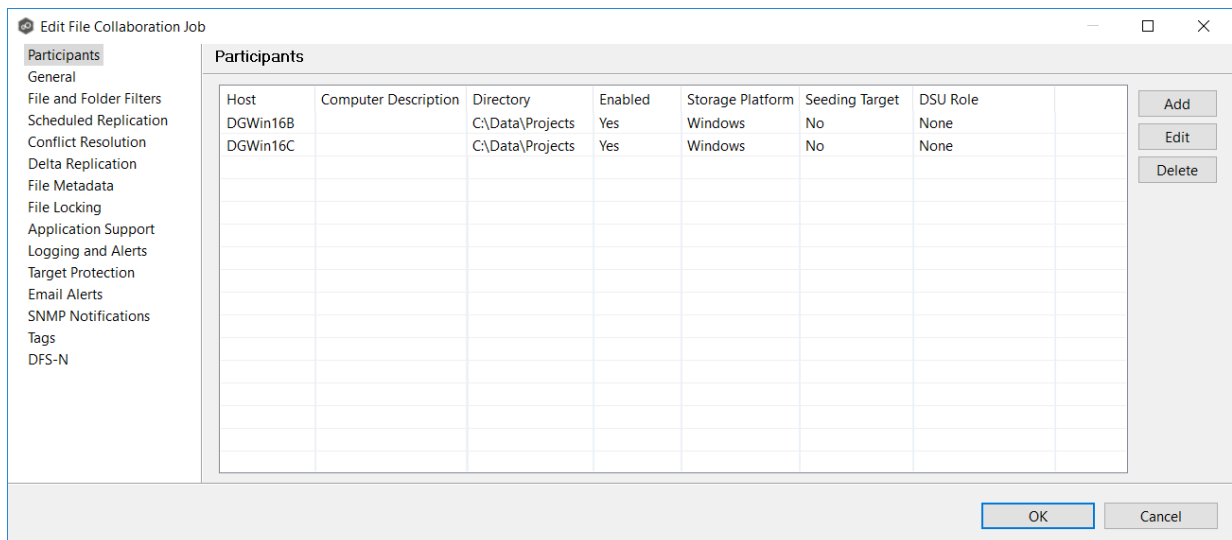 Edit File Collaboration Job
Participants
General
File and Folder Filters
Scheduled Replication
Conflict Resolution
Delta Replication
File Metadata
File Locking
Application Support
Logging and Alerts
Target Protection
Email Alerts
SNMP Notifications
Tags
DFS-N
Participants
Host Computer Description Directory Enabled Storage Platform Seeding Target DSU Role
DGWin16B C:\Data\Projects Yes Windows No None
DGWin16C C:\Data\Projects Yes Windows No None
Add
Edit
Delete
OK Cancel